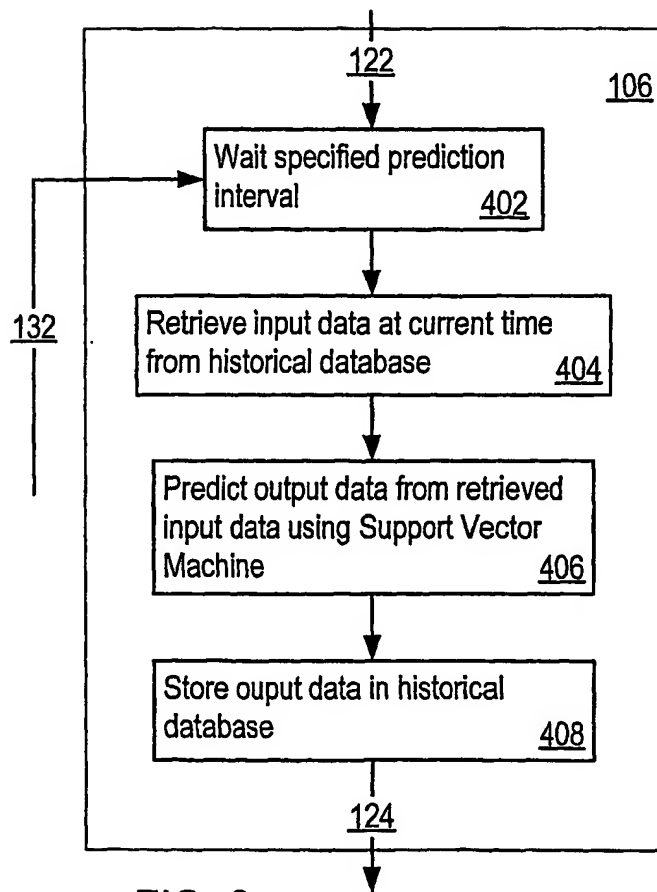 122
106
Wait specified prediction
interval
402
132
Retrieve input data at current time
from historical database
404
Predict output data from retrieved
input data using Support Vector
Machine
406
Store ouput data in historical
database
408
124